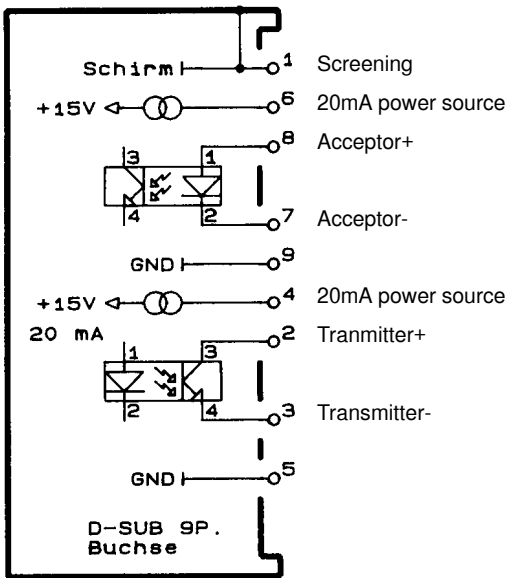 Schirm 1 Screening
+15V 6 20mA power source
8 Acceptor+
3 1
4 2
7 Acceptor-
GND 9
+15V 4 20mA power source
20 mA 2 Tranmitter+
1 3
2 4
3 Transmitter-
GND 5
D-SUB 9P.
Buchse